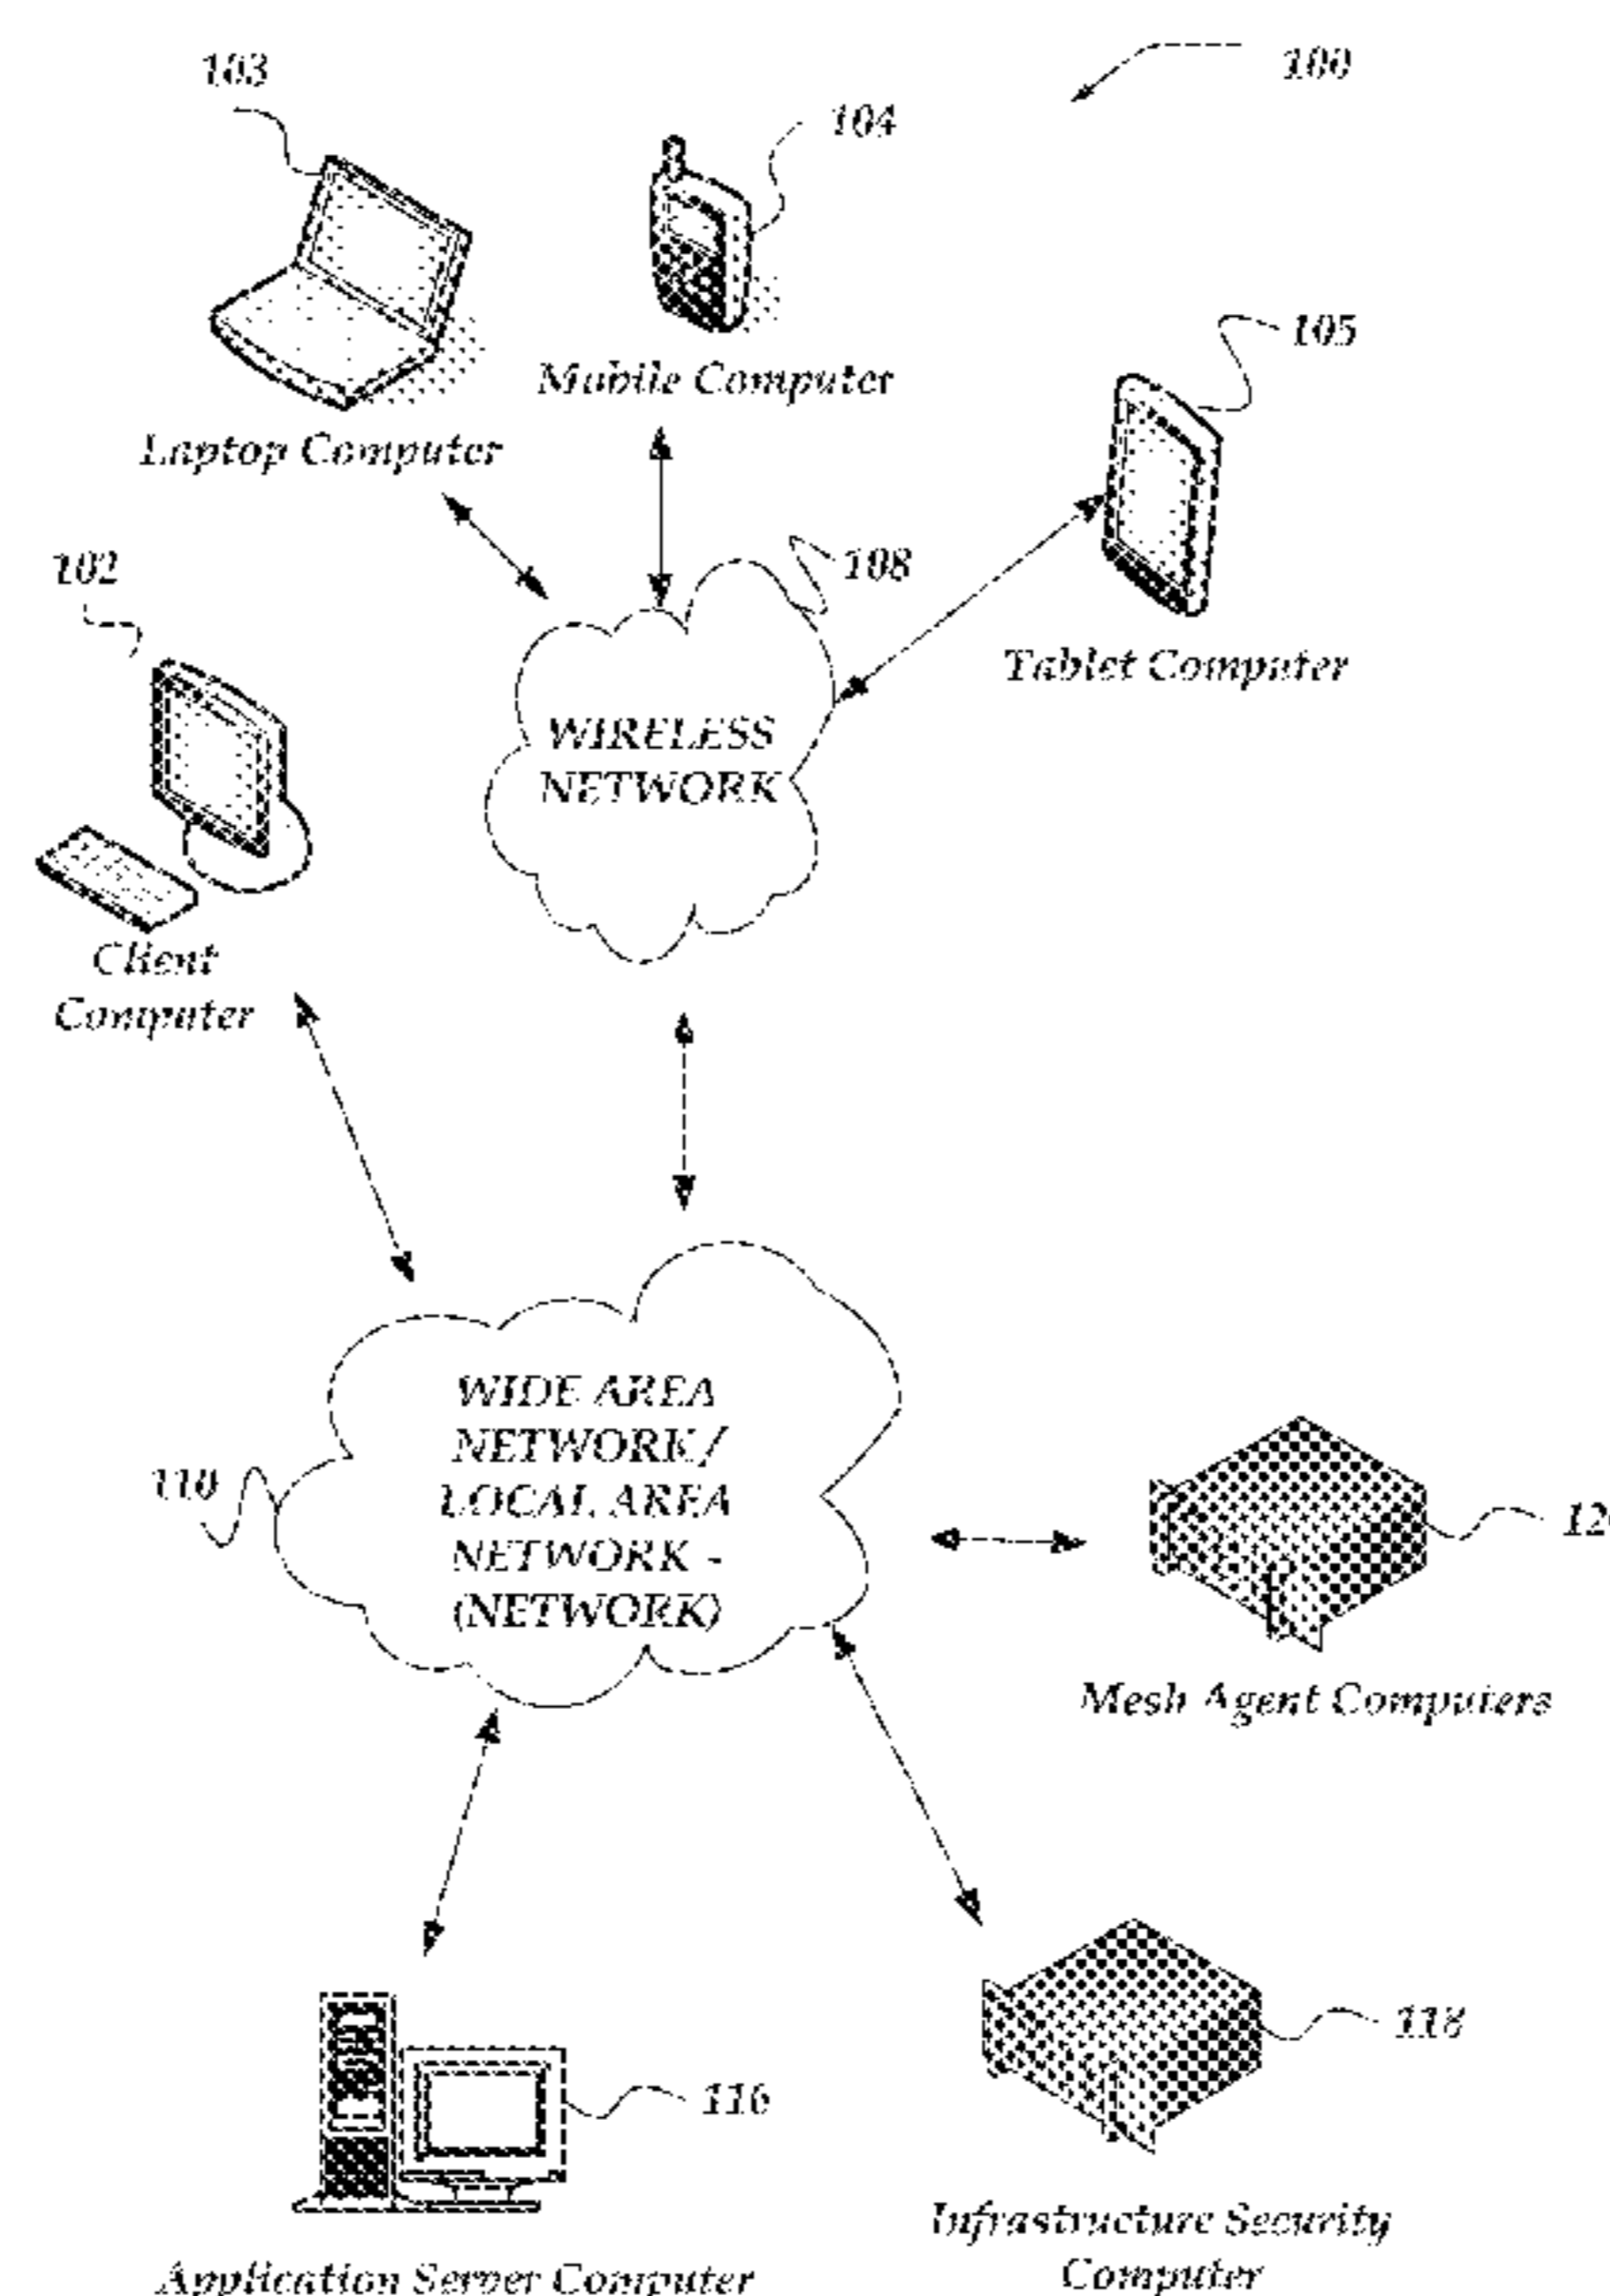 103
100
104
105
Mobile Computer
Laptop Computer
108
102
Tablet Computer
WIRELESS
NETWORK
Client
Computer
WIDE AREA
NETWORK/
LOCAL AREA
NETWORK -
(NETWORK)
110
Mesh Agent Computers
118
116
Infrastructure Security
Computer
Application Server Computer